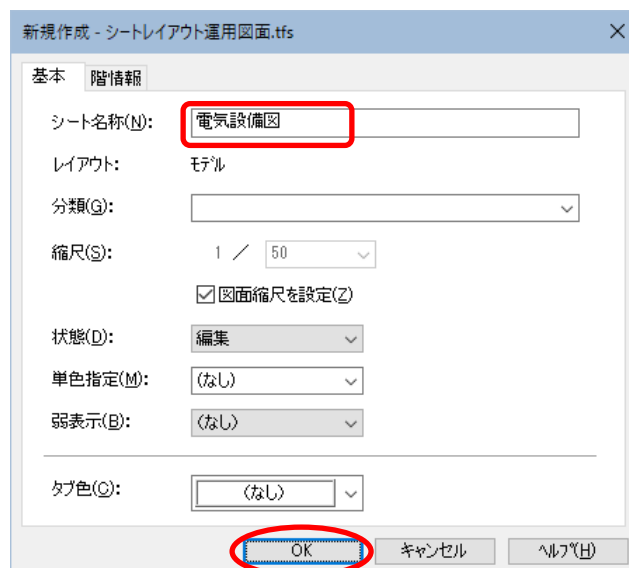 新規作成 - シートレイアウト運用図面.tfs
基本 階情報
シート名称(N): 電気設備図
レイアウト: モデル
分類(G):
縮尺(S): 1 ／ 50
図面縮尺を設定(Z)
状態(D): 編集
単色指定(M): (なし)
弱表示(B): (なし)
タブ色(C): (なし)
OK キャンセル ヘルプ(H)